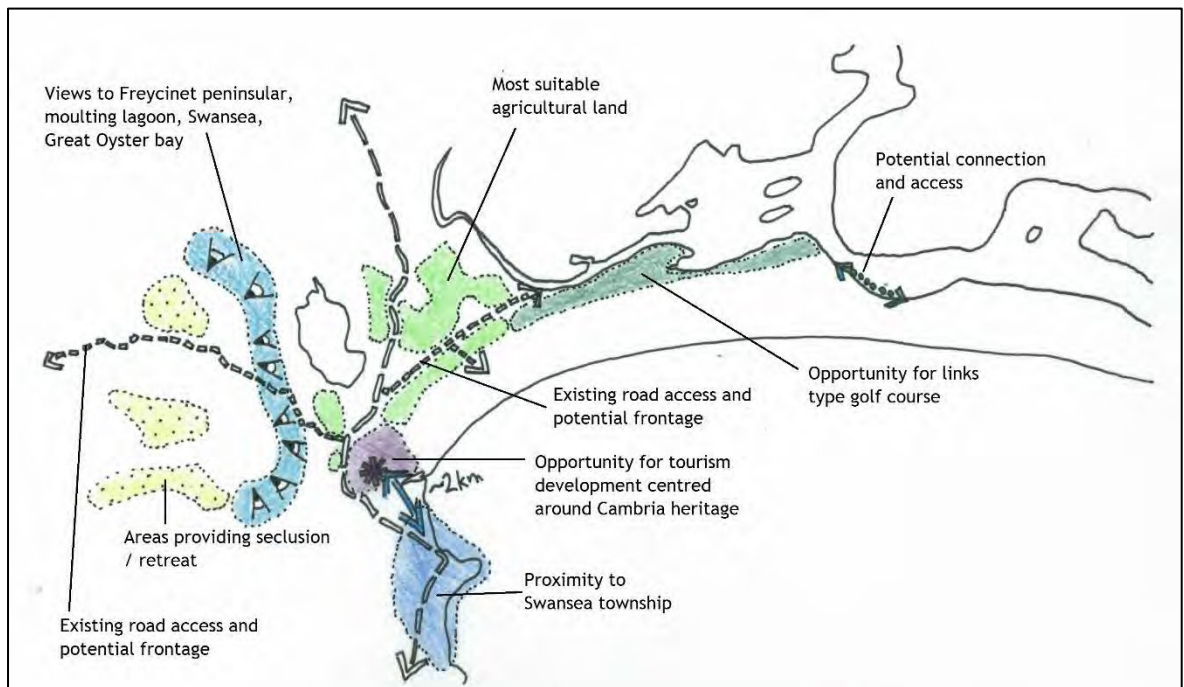 Views to Freycinet peninsular,
moulting lagoon, Swansea,
Great Oyster bay
Most suitable
agricultural land
Potential connection
and access
Opportunity for links
type golf course
Existing road access and
potential frontage
Opportunity for tourism
development centred
around Cambria heritage
~2km
Areas providing seclusion
/ retreat
Proximity to
Swansea township
Existing road access and
potential frontage